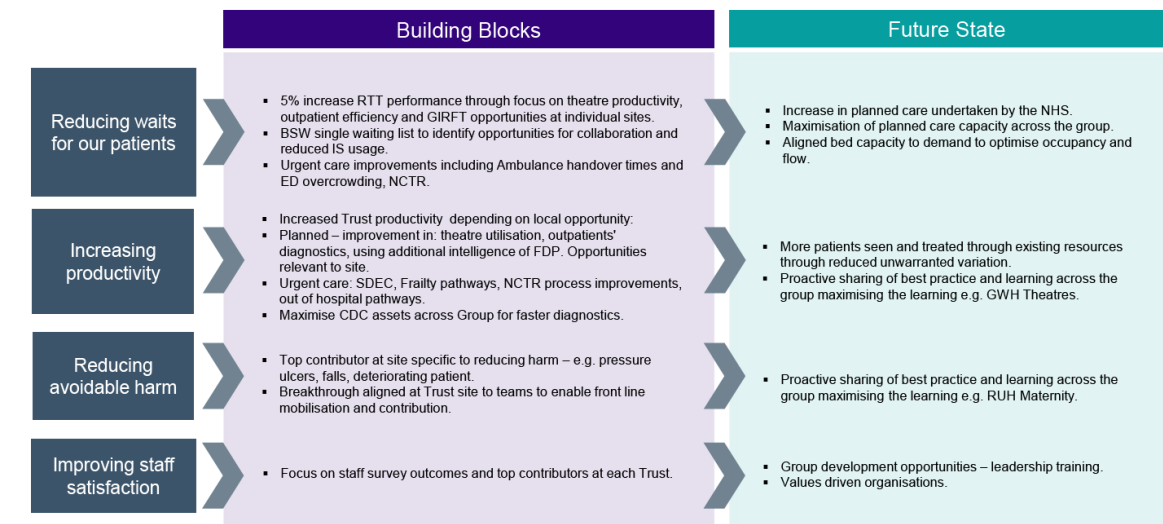 Building Blocks
Future State
Reducing waits
for our patients
▪ 5% increase RTT performance through focus on theatre productivity,
outpatient efficiency and GIRFT opportunities at individual sites.
▪ BSW single waiting list to identify opportunities for collaboration and
reduced IS usage.
▪ Urgent care improvements including Ambulance handover times and
ED overcrowding, NCTR.
▪ Increase in planned care undertaken by the NHS.
▪ Maximisation of planned care capacity across the group.
▪ Aligned bed capacity to demand to optimise occupancy and
flow.
Increasing
productivity
▪ Increased Trust productivity depending on local opportunity:
▪ Planned – improvement in: theatre utilisation, outpatients'
diagnostics, using additional intelligence of FDP. Opportunities
relevant to site.
▪ Urgent care: SDEC, Frailty pathways, NCTR process improvements,
out of hospital pathways.
▪ Maximise CDC assets across Group for faster diagnostics.
▪ More patients seen and treated through existing resources
through reduced unwarranted variation.
▪ Proactive sharing of best practice and learning across the
group maximising the learning e.g. GWH Theatres.
Reducing
avoidable harm
▪ Top contributor at site specific to reducing harm – e.g. pressure
ulcers, falls, deteriorating patient.
▪ Breakthrough aligned at Trust site to teams to enable front line
mobilisation and contribution.
▪ Proactive sharing of best practice and learning across the
group maximising the learning e.g. RUH Maternity.
Improving staff
satisfaction
▪ Focus on staff survey outcomes and top contributors at each Trust.
▪ Group development opportunities – leadership training.
▪ Values driven organisations.